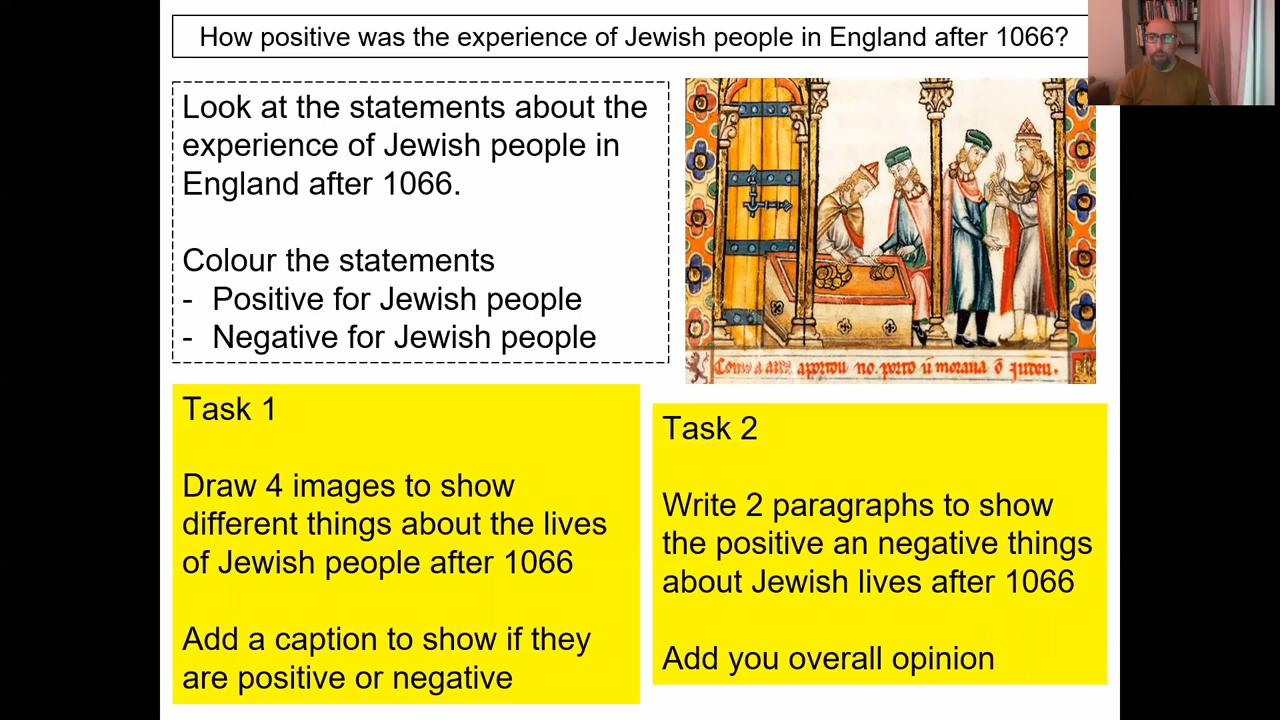 How positive was the experience of Jewish people in England after 1066?
Look at the statements about the
experience of Jewish people in
England after 1066.
Colour the statements
- Positive for Jewish people
- Negative for Jewish people
Task 1
Draw 4 images to show
different things about the lives
of Jewish people after 1066
Add a caption to show if they
are positive or negative
Task 2
Write 2 paragraphs to show
the positive an negative things
about Jewish lives after 1066
Add you overall opinion